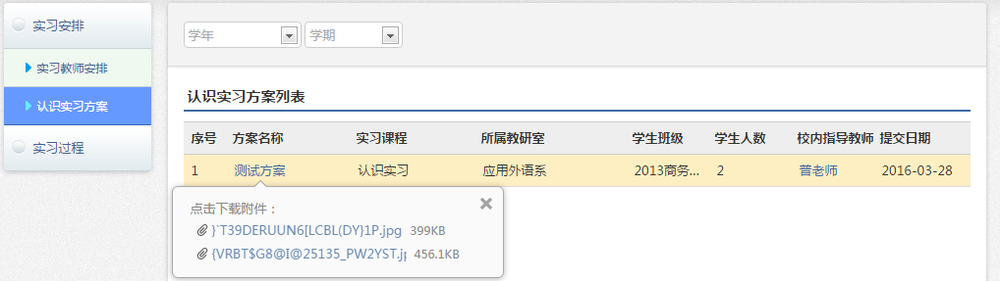 实习安排
实习教师安排
认识实习方案
实习过程
学年 学期
认识实习方案列表
序号 方案名称 实习课程 所属教研室 学生班级 学生人数 校内指导教师 提交日期
1 测试方案 认识实习 应用外语系 2013商务... 2 普老师 2016-03-28
点击下载附件：
}`T39DERUUN6[LCBL(DY}1P.jpg 399KB
{VRBT$G8@I@25135_PW2YST.jp 456.1KB